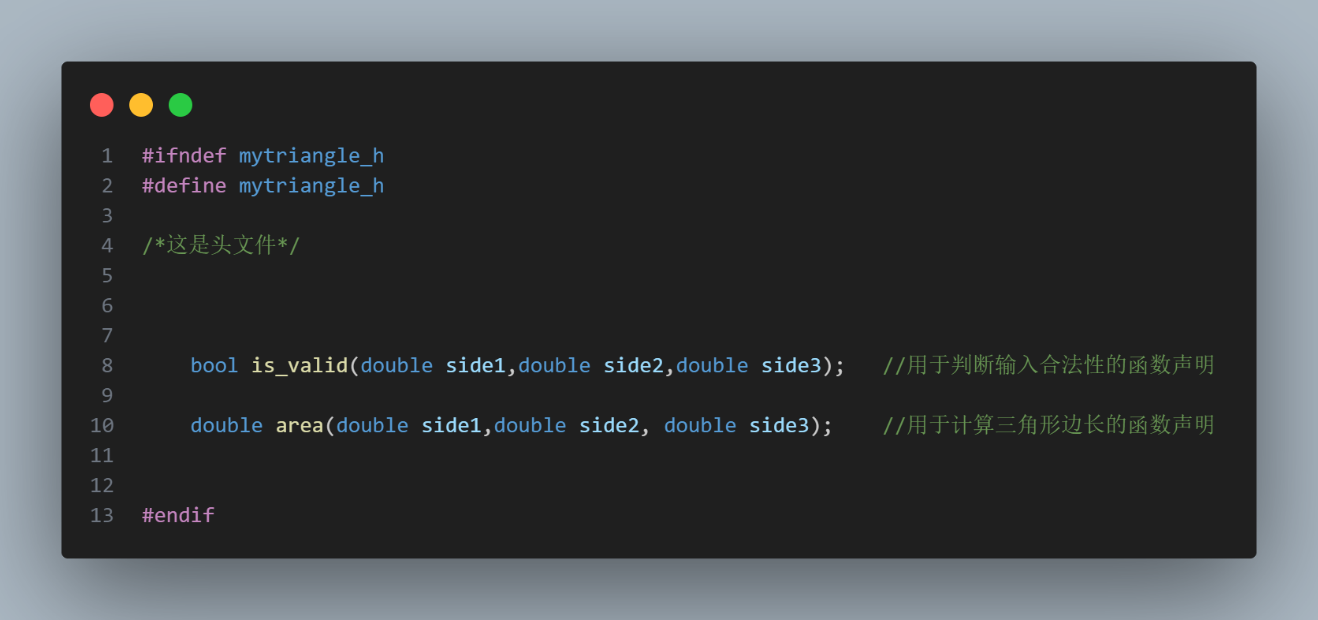 1 #ifndef mytriangle_h
2 #define mytriangle_h
3
4 /*这是头文件*/
5
6
7
8 bool is_valid(double side1,double side2,double side3); //用于判断输入合法性的函数声明
9
10 double area(double side1,double side2, double side3); //用于计算三角形边长的函数声明
11
12
13 #endif